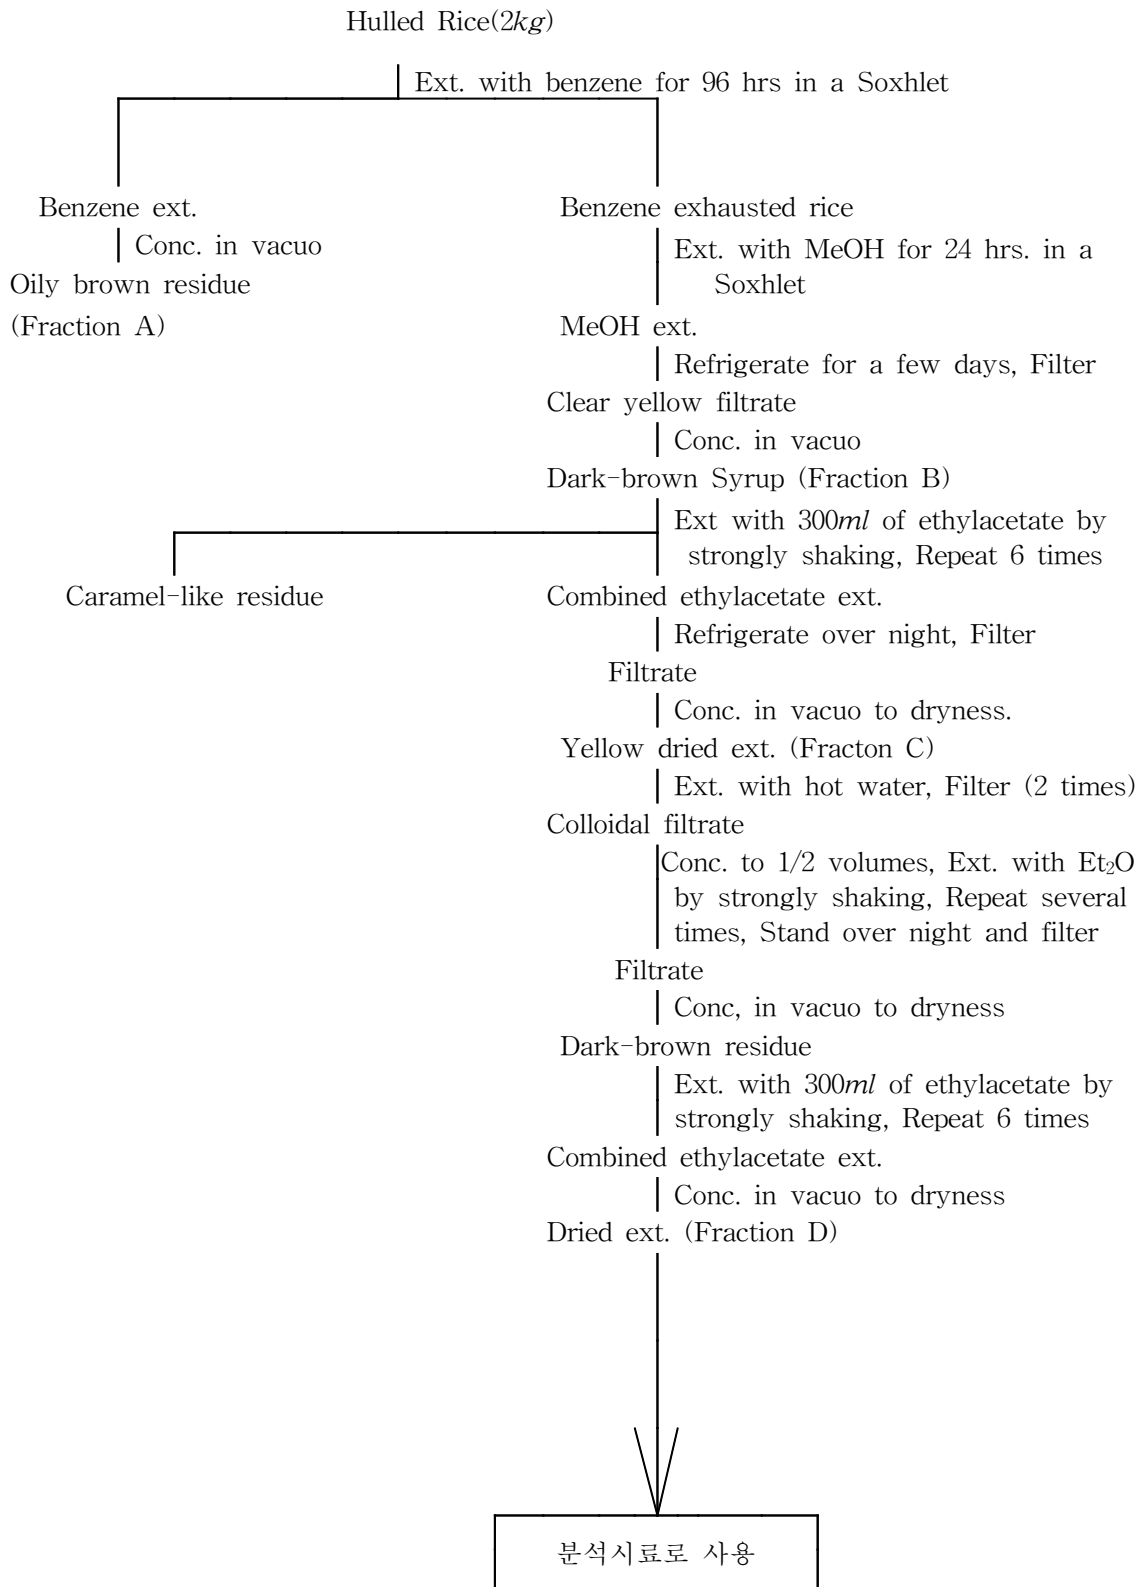 Hulled Rice(2kg)
Ext. with benzene for 96 hrs in a Soxhlet
Benzene ext.
Conc. in vacuo
Oily brown residue
(Fraction A)
Benzene exhausted rice
Ext. with MeOH for 24 hrs. in a
Soxhlet
MeOH ext.
Refrigerate for a few days, Filter
Clear yellow filtrate
Conc. in vacuo
Dark-brown Syrup (Fraction B)
Ext with 300ml of ethylacetate by
strongly shaking, Repeat 6 times
Caramel-like residue
Combined ethylacetate ext.
Refrigerate over night, Filter
Filtrate
Conc. in vacuo to dryness.
Yellow dried ext. (Fracton C)
Ext. with hot water, Filter (2 times)
Colloidal filtrate
Conc. to 1/2 volumes, Ext. with Et₂O
by strongly shaking, Repeat several
times, Stand over night and filter
Filtrate
Conc, in vacuo to dryness
Dark-brown residue
Ext. with 300ml of ethylacetate by
strongly shaking, Repeat 6 times
Combined ethylacetate ext.
Conc. in vacuo to dryness
Dried ext. (Fraction D)
분석시료로 사용